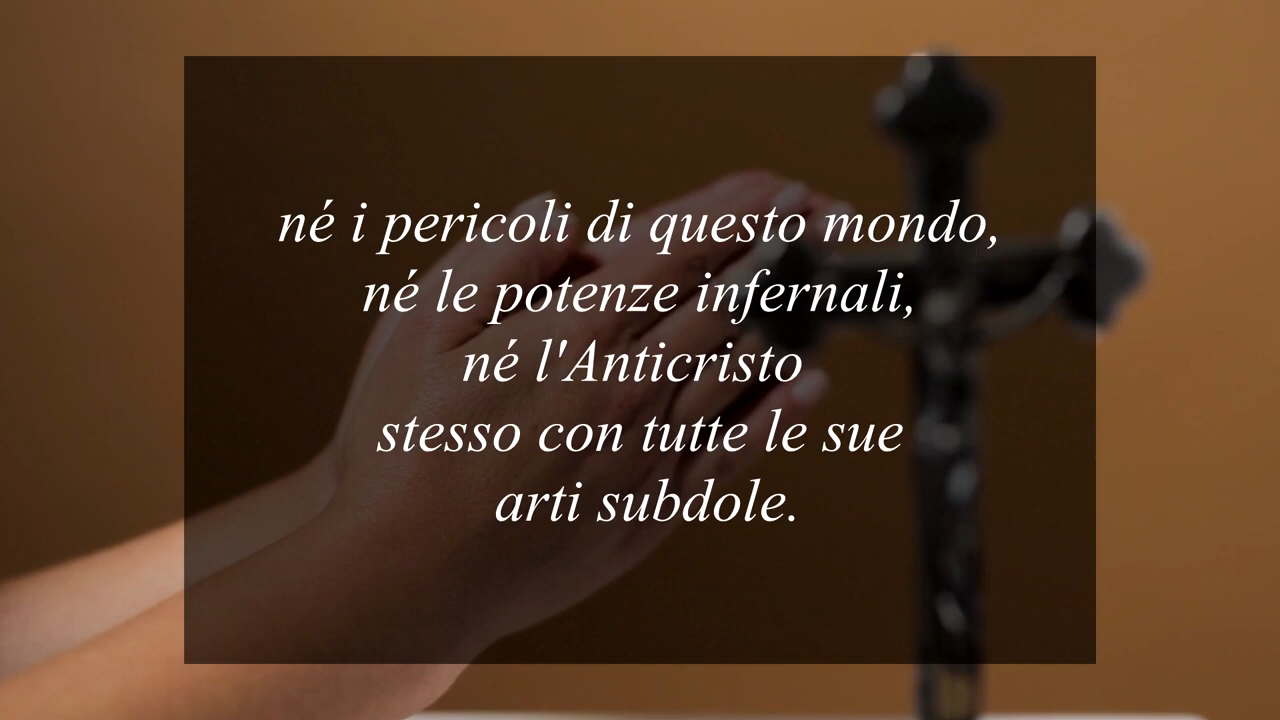 né i pericoli di questo mondo,
né le potenze infernali,
né l'Anticristo
stesso con tutte le sue
arti subdole.